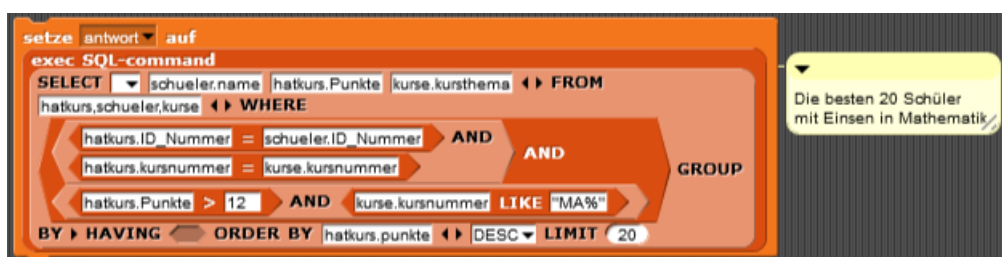 setze antwort auf
exec SQL-command
SELECT schueler.name hatkurs.Punkte kurse.kursthema FROM
hatkurs,schueler,kurse WHERE
hatkurs.ID_Nummer = schueler.ID_Nummer AND
AND
hatkurs.kursnummer = kurse.kursnummer
GROUP
hatkurs.Punkte > 12 AND kurse.kursnummer LIKE "MA%"
BY HAVING ORDER BY hatkurs.punkte DESC LIMIT 20
Die besten 20 Schüler
mit Einsen in Mathematik